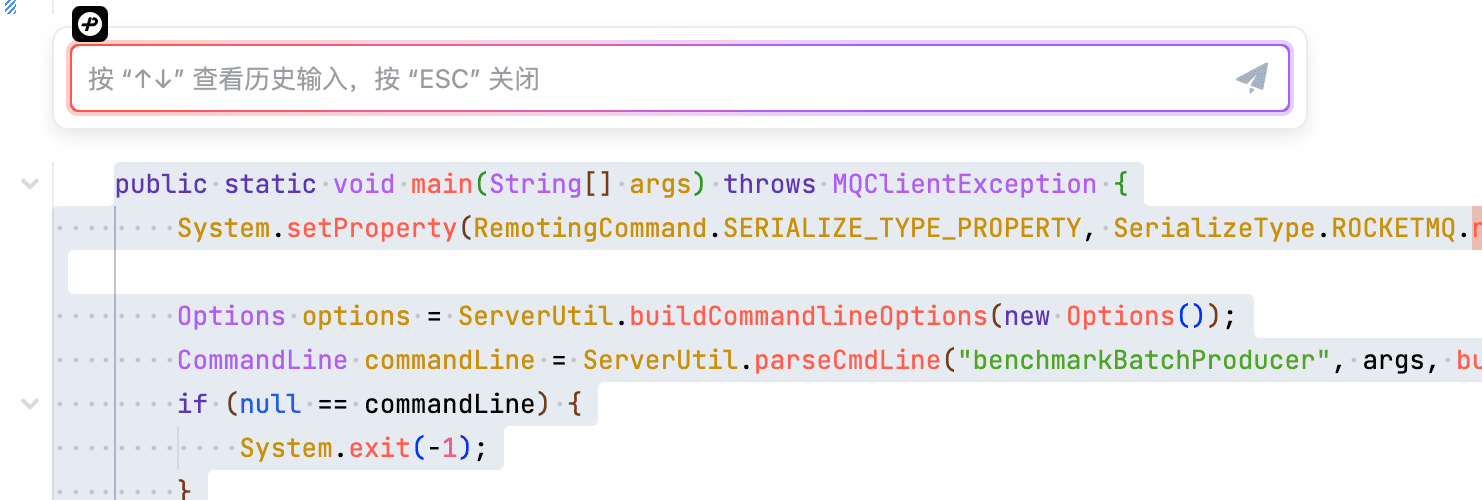 按 “↑↓” 查看历史输入，按 “ESC” 关闭
public static void main(String[] args) throws MQClientException {
System.setProperty(RemotingCommand.SERIALIZE_TYPE_PROPERTY, SerializeType.ROCKETMQ.
Options options = ServerUtil.buildCommandlineOptions(new Options());
CommandLine commandLine = ServerUtil.parseCmdLine("benchmarkBatchProducer", args, bu
if (null == commandLine) {
System.exit(-1);
}